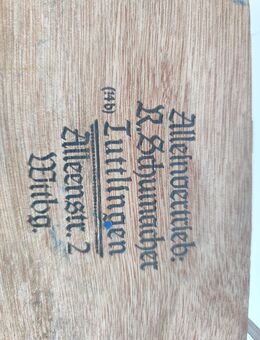 Alleinvertrieb:
R. Schumacher
(14b) Tuttlingen
Alleenstr. 2
Wttbg.